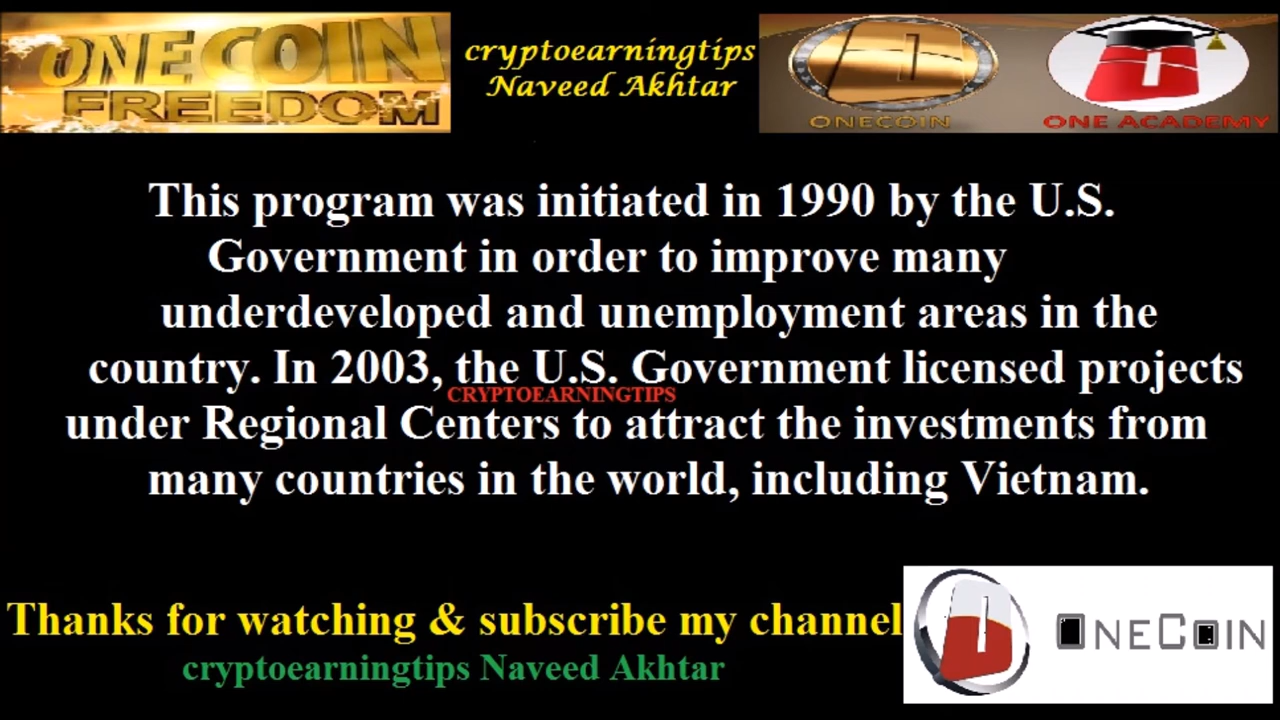 ONE COIN
FREEDOM
cryptoearningtips
Naveed Akhtar
ONECOIN
ONE ACADEMY
This program was initiated in 1990 by the U.S.
Government in order to improve many
underdeveloped and unemployment areas in the
country. In 2003, the U.S. Government licensed projects
CRYPTOEARNINGTIPS
under Regional Centers to attract the investments from
many countries in the world, including Vietnam.
Thanks for watching & subscribe my channel
cryptoearningtips Naveed Akhtar
ONECOIN